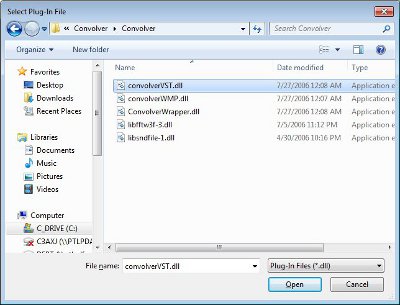 Select Plug-In File
« Convolver ▸ Convolver ▸
Search Convolver
Organize ▾ New folder
Favorites
Desktop
Downloads
Recent Places
Libraries
Documents
Music
Pictures
Videos
Computer
C_DRIVE (C:)
C3AXJ (\\PTLPDA
Name Date modified Type
convolverVST.dll 7/27/2006 12:08 AM Application e
convolverWMP.dll 7/27/2006 12:08 AM Application e
ConvolverWrapper.dll 7/27/2006 12:08 AM Application e
libfftw3f-3.dll 7/5/2006 11:12 PM Application e
libsndfile-1.dll 4/30/2006 10:16 PM Application e
File name: convolverVST.dll
Plug-In Files (*.dll)
Open Cancel